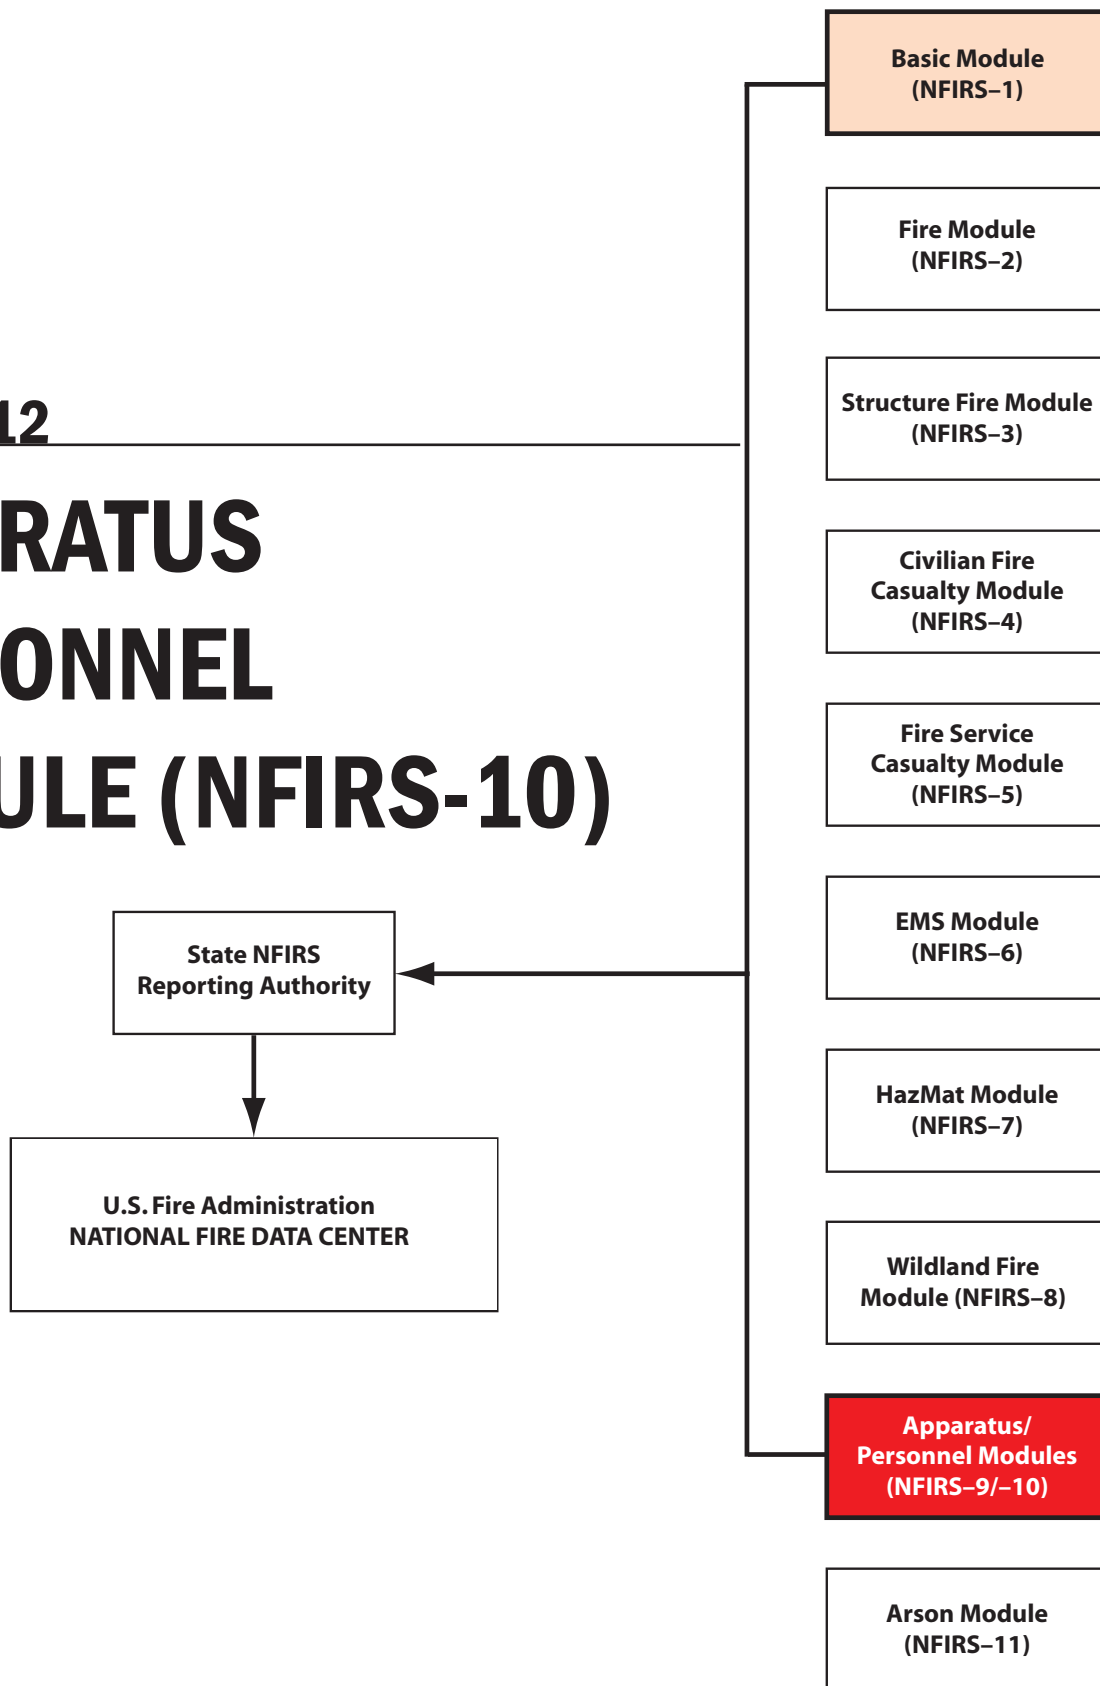 12
RATUS
ONNEL
ULE (NFIRS-10)
State NFIRS
Reporting Authority
U.S. Fire Administration
NATIONAL FIRE DATA CENTER
Basic Module
(NFIRS–1)
Fire Module
(NFIRS–2)
Structure Fire Module
(NFIRS–3)
Civilian Fire
Casualty Module
(NFIRS–4)
Fire Service
Casualty Module
(NFIRS–5)
EMS Module
(NFIRS–6)
HazMat Module
(NFIRS–7)
Wildland Fire
Module (NFIRS–8)
Apparatus/
Personnel Modules
(NFIRS–9/–10)
Arson Module
(NFIRS–11)